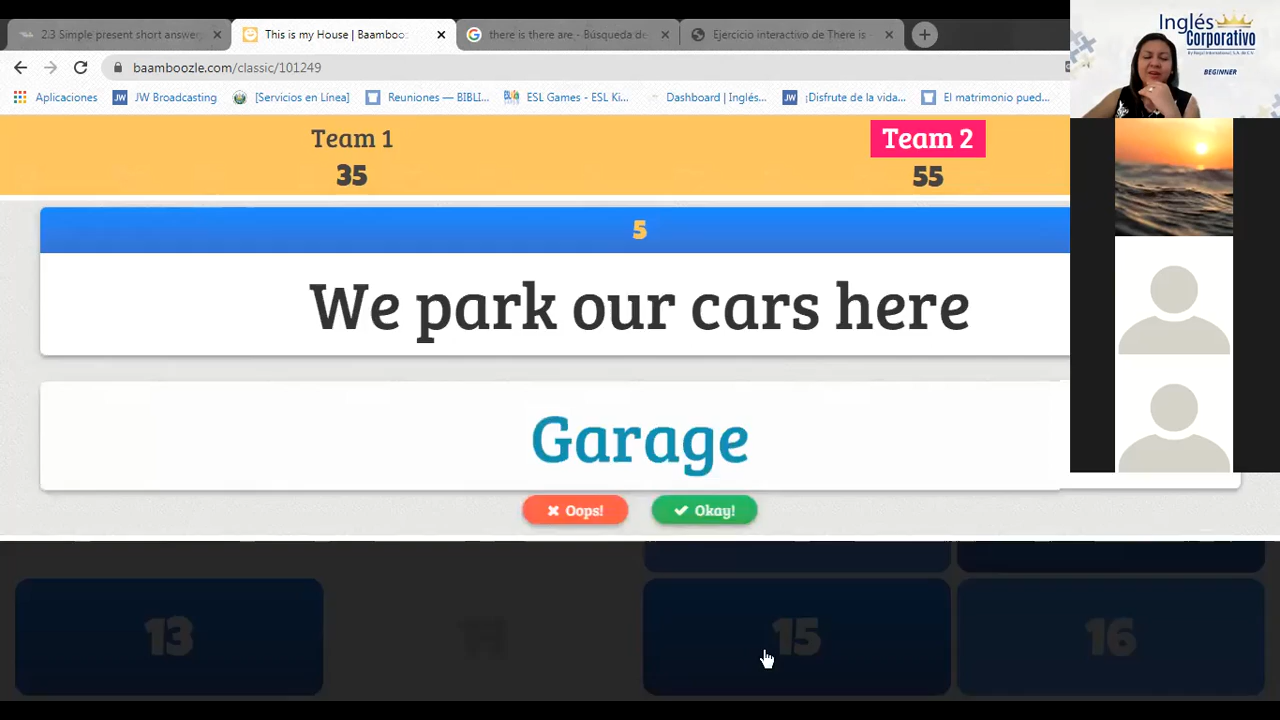 2.3 Simple present short answer
This is my House | Baamboo
there is there are - Búsqueda de
Ejercicio interactivo de There is
baamboozle.com/classic/101249
Aplicaciones
JW Broadcasting
[Servicios en Línea]
Reuniones — BIBLI...
ESL Games - ESL Ki...
Dashboard | Inglés...
¡Disfrute de la vida...
El matrimonio pued...
Inglés
Corporativo
BEGINNER
Team 1
35
Team 2
55
5
We park our cars here
Garage
Oops!
Okay!
13
14
15
16